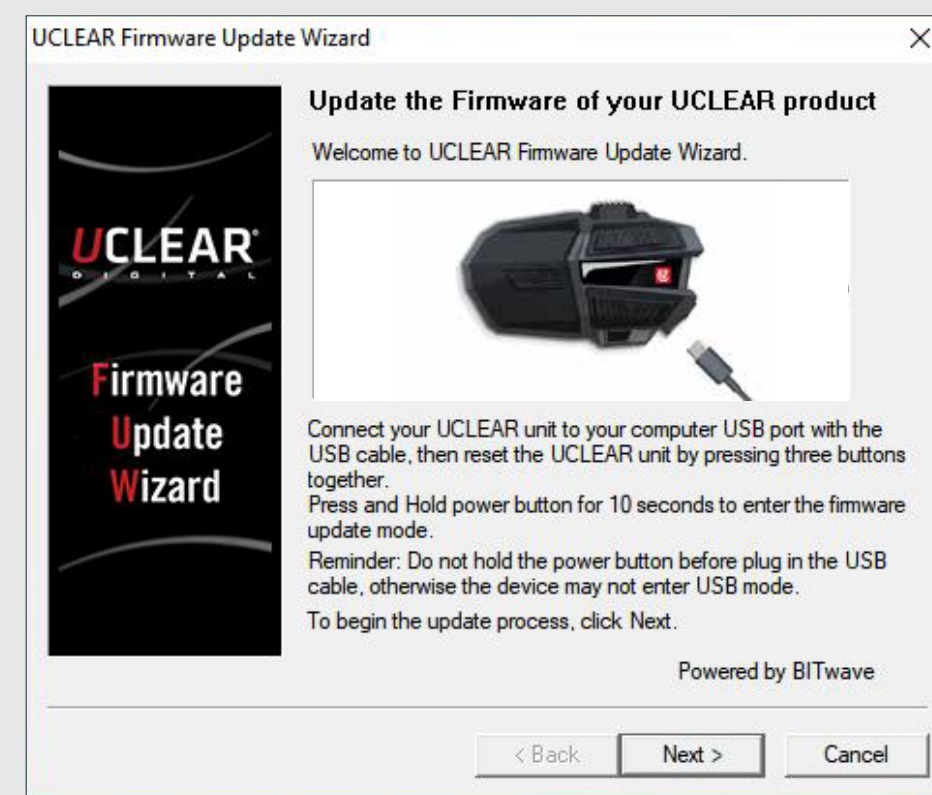 UCLEAR Firmware Update Wizard
UCLEAR
DIGITAL
Firmware
Update
Wizard
Update the Firmware of your UCLEAR product
Welcome to UCLEAR Firmware Update Wizard.
Connect your UCLEAR unit to your computer USB port with the
USB cable, then reset the UCLEAR unit by pressing three buttons
together.
Press and Hold power button for 10 seconds to enter the firmware
update mode.
Reminder: Do not hold the power button before plug in the USB
cable, otherwise the device may not enter USB mode.
To begin the update process, click Next.
Powered by BITwave
< Back
Next >
Cancel